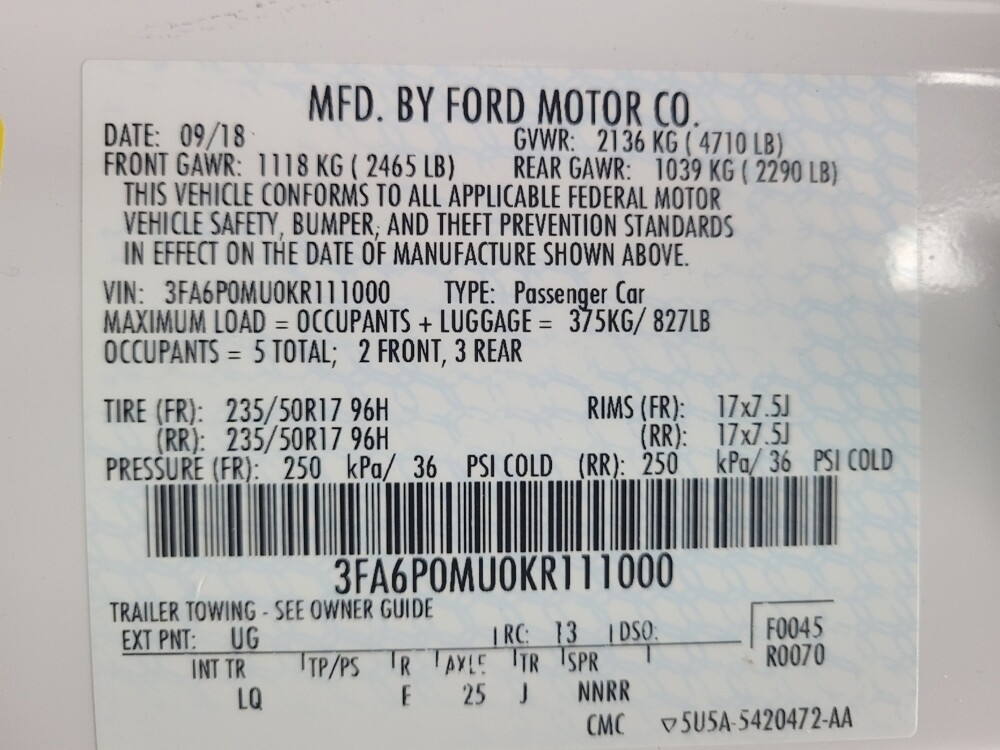 MFD. BY FORD MOTOR CO.
DATE: 09/18 GVWR: 2136 KG ( 4710 LB)
FRONT GAWR: 1118 KG ( 2465 LB) REAR GAWR: 1039 KG ( 2290 LB)
THIS VEHICLE CONFORMS TO ALL APPLICABLE FEDERAL MOTOR
VEHICLE SAFETY, BUMPER, AND THEFT PREVENTION STANDARDS
IN EFFECT ON THE DATE OF MANUFACTURE SHOWN ABOVE.
VIN: 3FA6P0MU0KR111000 TYPE: Passenger Car
MAXIMUM LOAD = OCCUPANTS + LUGGAGE = 375KG/ 827LB
OCCUPANTS = 5 TOTAL; 2 FRONT, 3 REAR
TIRE (FR): 235/50R17 96H RIMS (FR): 17x7.5J
(RR): 235/50R17 96H (RR): 17x7.5J
PRESSURE (FR): 250 kPa/ 36 PSI COLD (RR): 250 kPa/ 36 PSI COLD
3FA6P0MU0KR111000
TRAILER TOWING - SEE OWNER GUIDE
EXT PNT: UG RC: 13 DSO: F0045
R0070
INT TR TP/PS R AXLE TR SPR
LQ E 25 J NNRR
CMC ▽5U5A-5420472-AA